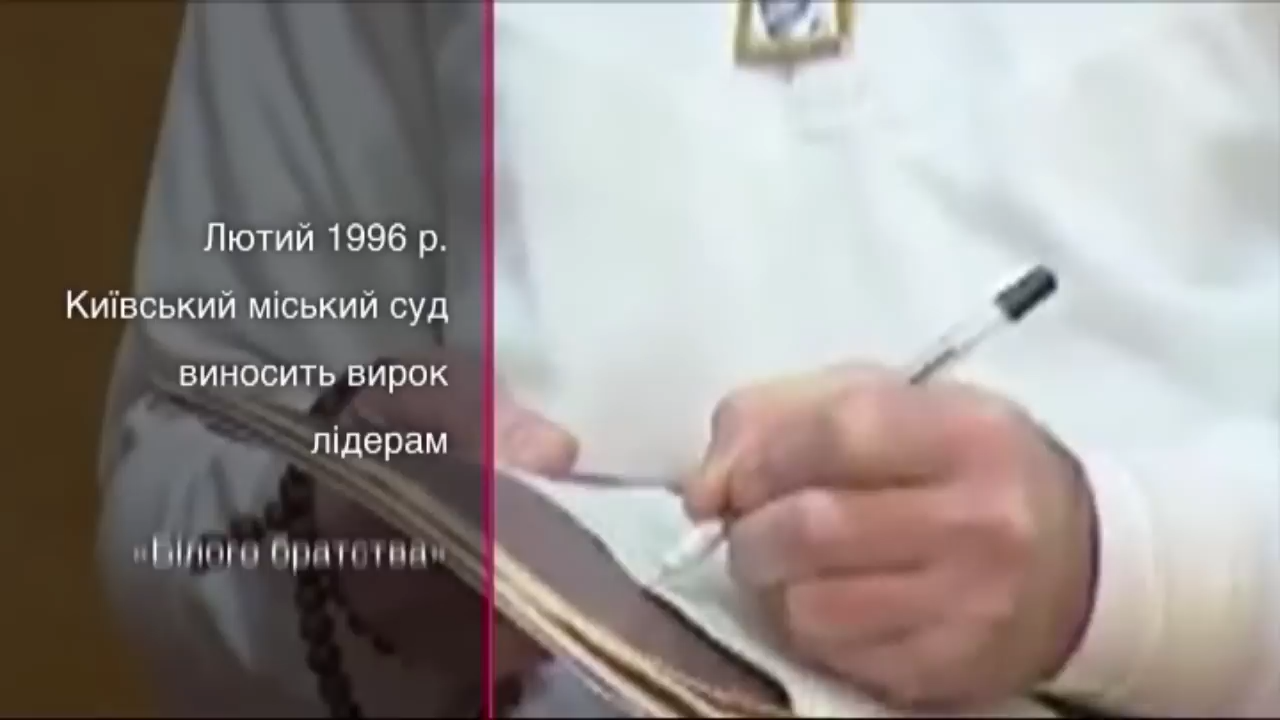 Лютий 1996 р.
Київський міський суд
виносить вирок
лідерам
«Білого братства»